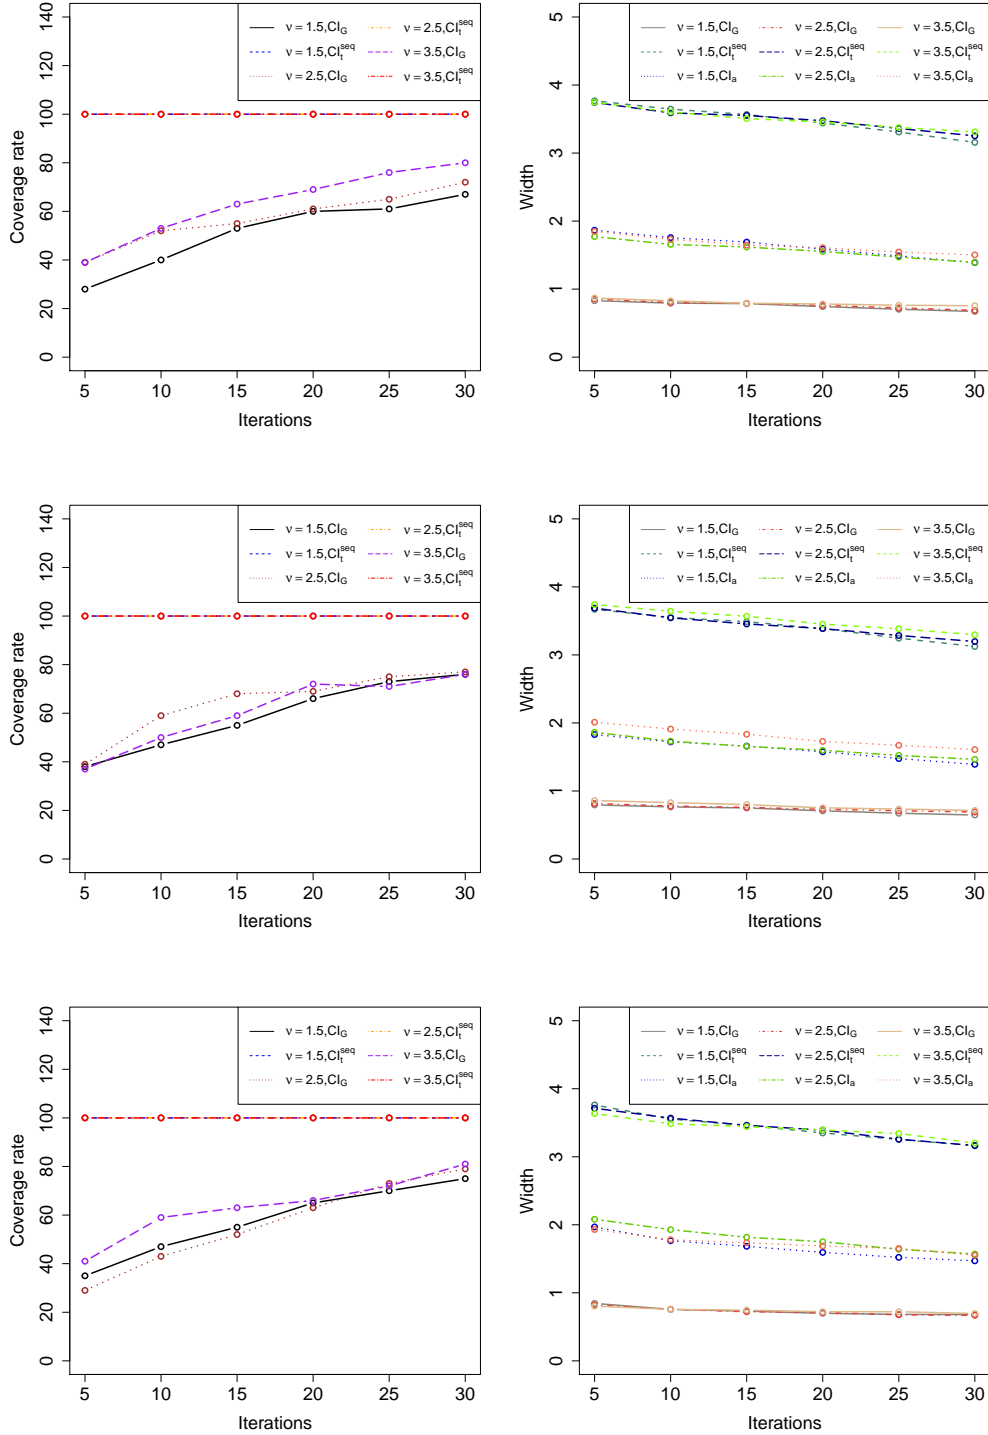 140
120
100
80
60
40
20
0
Coverage rate
ν = 1.5,CI_G
ν = 1.5,CI_t^seq
ν = 2.5,CI_G
ν = 2.5,CI_t^seq
ν = 3.5,CI_G
ν = 3.5,CI_t^seq
5 10 15 20 25 30
Iterations
5
4
3
2
1
0
Width
ν = 1.5,CI_G
ν = 1.5,CI_t^seq
ν = 1.5,CI_a
ν = 2.5,CI_G
ν = 2.5,CI_t^seq
ν = 2.5,CI_a
ν = 3.5,CI_G
ν = 3.5,CI_t^seq
ν = 3.5,CI_a
5 10 15 20 25 30
Iterations
140
120
100
80
60
40
20
0
Coverage rate
ν = 1.5,CI_G
ν = 1.5,CI_t^seq
ν = 2.5,CI_G
ν = 2.5,CI_t^seq
ν = 3.5,CI_G
ν = 3.5,CI_t^seq
5 10 15 20 25 30
Iterations
5
4
3
2
1
0
Width
ν = 1.5,CI_G
ν = 1.5,CI_t^seq
ν = 1.5,CI_a
ν = 2.5,CI_G
ν = 2.5,CI_t^seq
ν = 2.5,CI_a
ν = 3.5,CI_G
ν = 3.5,CI_t^seq
ν = 3.5,CI_a
5 10 15 20 25 30
Iterations
140
120
100
80
60
40
20
0
Coverage rate
ν = 1.5,CI_G
ν = 1.5,CI_t^seq
ν = 2.5,CI_G
ν = 2.5,CI_t^seq
ν = 3.5,CI_G
ν = 3.5,CI_t^seq
5 10 15 20 25 30
Iterations
5
4
3
2
1
0
Width
ν = 1.5,CI_G
ν = 1.5,CI_t^seq
ν = 1.5,CI_a
ν = 2.5,CI_G
ν = 2.5,CI_t^seq
ν = 2.5,CI_a
ν = 3.5,CI_G
ν = 3.5,CI_t^seq
ν = 3.5,CI_a
5 10 15 20 25 30
Iterations